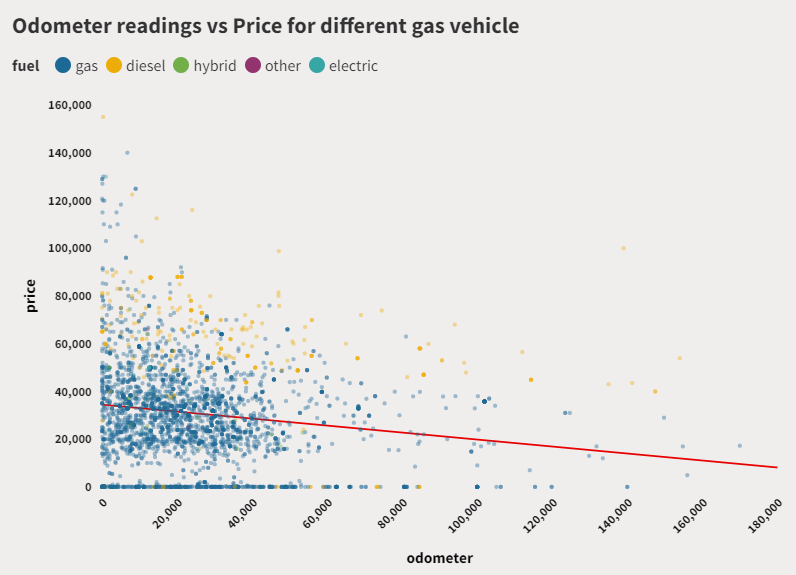 Odometer readings vs Price for different gas vehicle
fuel gas diesel hybrid other electric
160,000
140,000
120,000
100,000
80,000
60,000
40,000
20,000
0
price
0 20,000 40,000 60,000 80,000 100,000 120,000 140,000 160,000 180,000
odometer